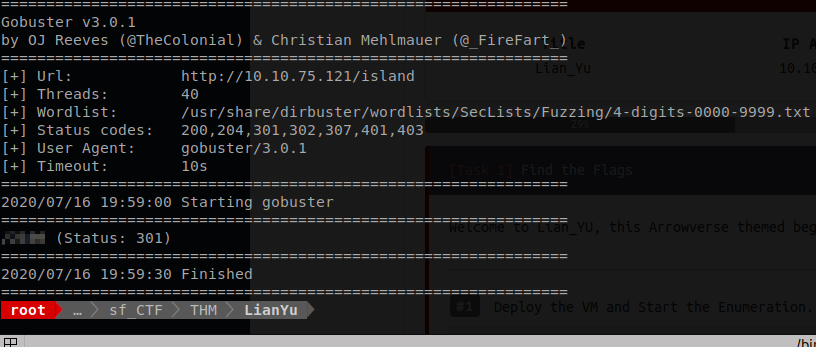 ===============================================================
Gobuster v3.0.1
by OJ Reeves (@TheColonial) & Christian Mehlmauer (@_FireFart_)
===============================================================
[+] Url:            http://10.10.75.121/island
[+] Threads:        40
[+] Wordlist:       /usr/share/dirbuster/wordlists/SecLists/Fuzzing/4-digits-0000-9999.txt
[+] Status codes:   200,204,301,302,307,401,403
[+] User Agent:     gobuster/3.0.1
[+] Timeout:        10s
===============================================================
2020/07/16 19:59:00 Starting gobuster
===============================================================
(Status: 301)
===============================================================
2020/07/16 19:59:30 Finished
===============================================================
root … sf_CTF THM LianYu
IP A
Lian_Yu 10.10
[Task 1] Find the Flags
Welcome to Lian_YU, this Arrowverse themed beg
#1 Deploy the VM and Start the Enumeration.
/bin